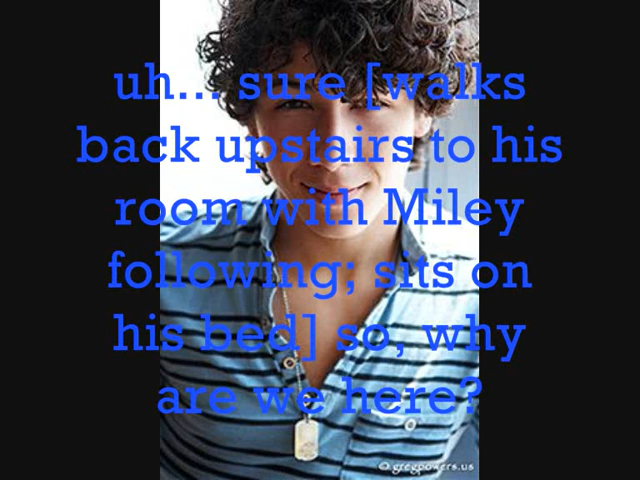 uh... sure [walks
back upstairs to his
room with Miley
following; sits on
his bed] so, why
are we here?
© gregpowers.us